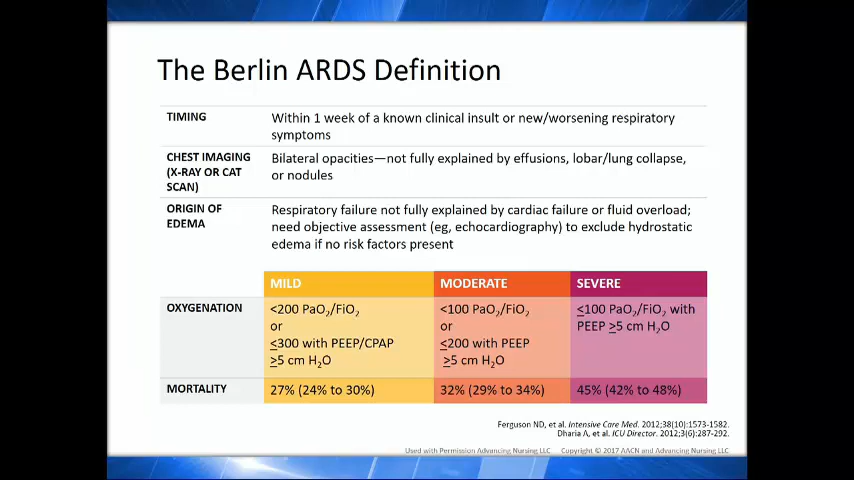 The Berlin ARDS Definition
TIMING
Within 1 week of a known clinical insult or new/worsening respiratory
symptoms
CHEST IMAGING
(X-RAY OR CAT
SCAN)
Bilateral opacities—not fully explained by effusions, lobar/lung collapse,
or nodules
ORIGIN OF
EDEMA
Respiratory failure not fully explained by cardiac failure or fluid overload;
need objective assessment (eg, echocardiography) to exclude hydrostatic
edema if no risk factors present
MILD
MODERATE
SEVERE
OXYGENATION
<200 PaO₂/FiO₂
or
≤300 with PEEP/CPAP
≥5 cm H₂O
<100 PaO₂/FiO₂
or
≤200 with PEEP
≥5 cm H₂O
≤100 PaO₂/FiO₂ with
PEEP ≥5 cm H₂O
MORTALITY
27% (24% to 30%)
32% (29% to 34%)
45% (42% to 48%)
Ferguson ND, et al. Intensive Care Med. 2012;38(10):1573-1582.
Dharia A, et al. ICU Director. 2012;3(6):287-292.
Used with Permission Advancing Nursing LLC
Copyright © 2017 AACN and Advancing Nursing LLC